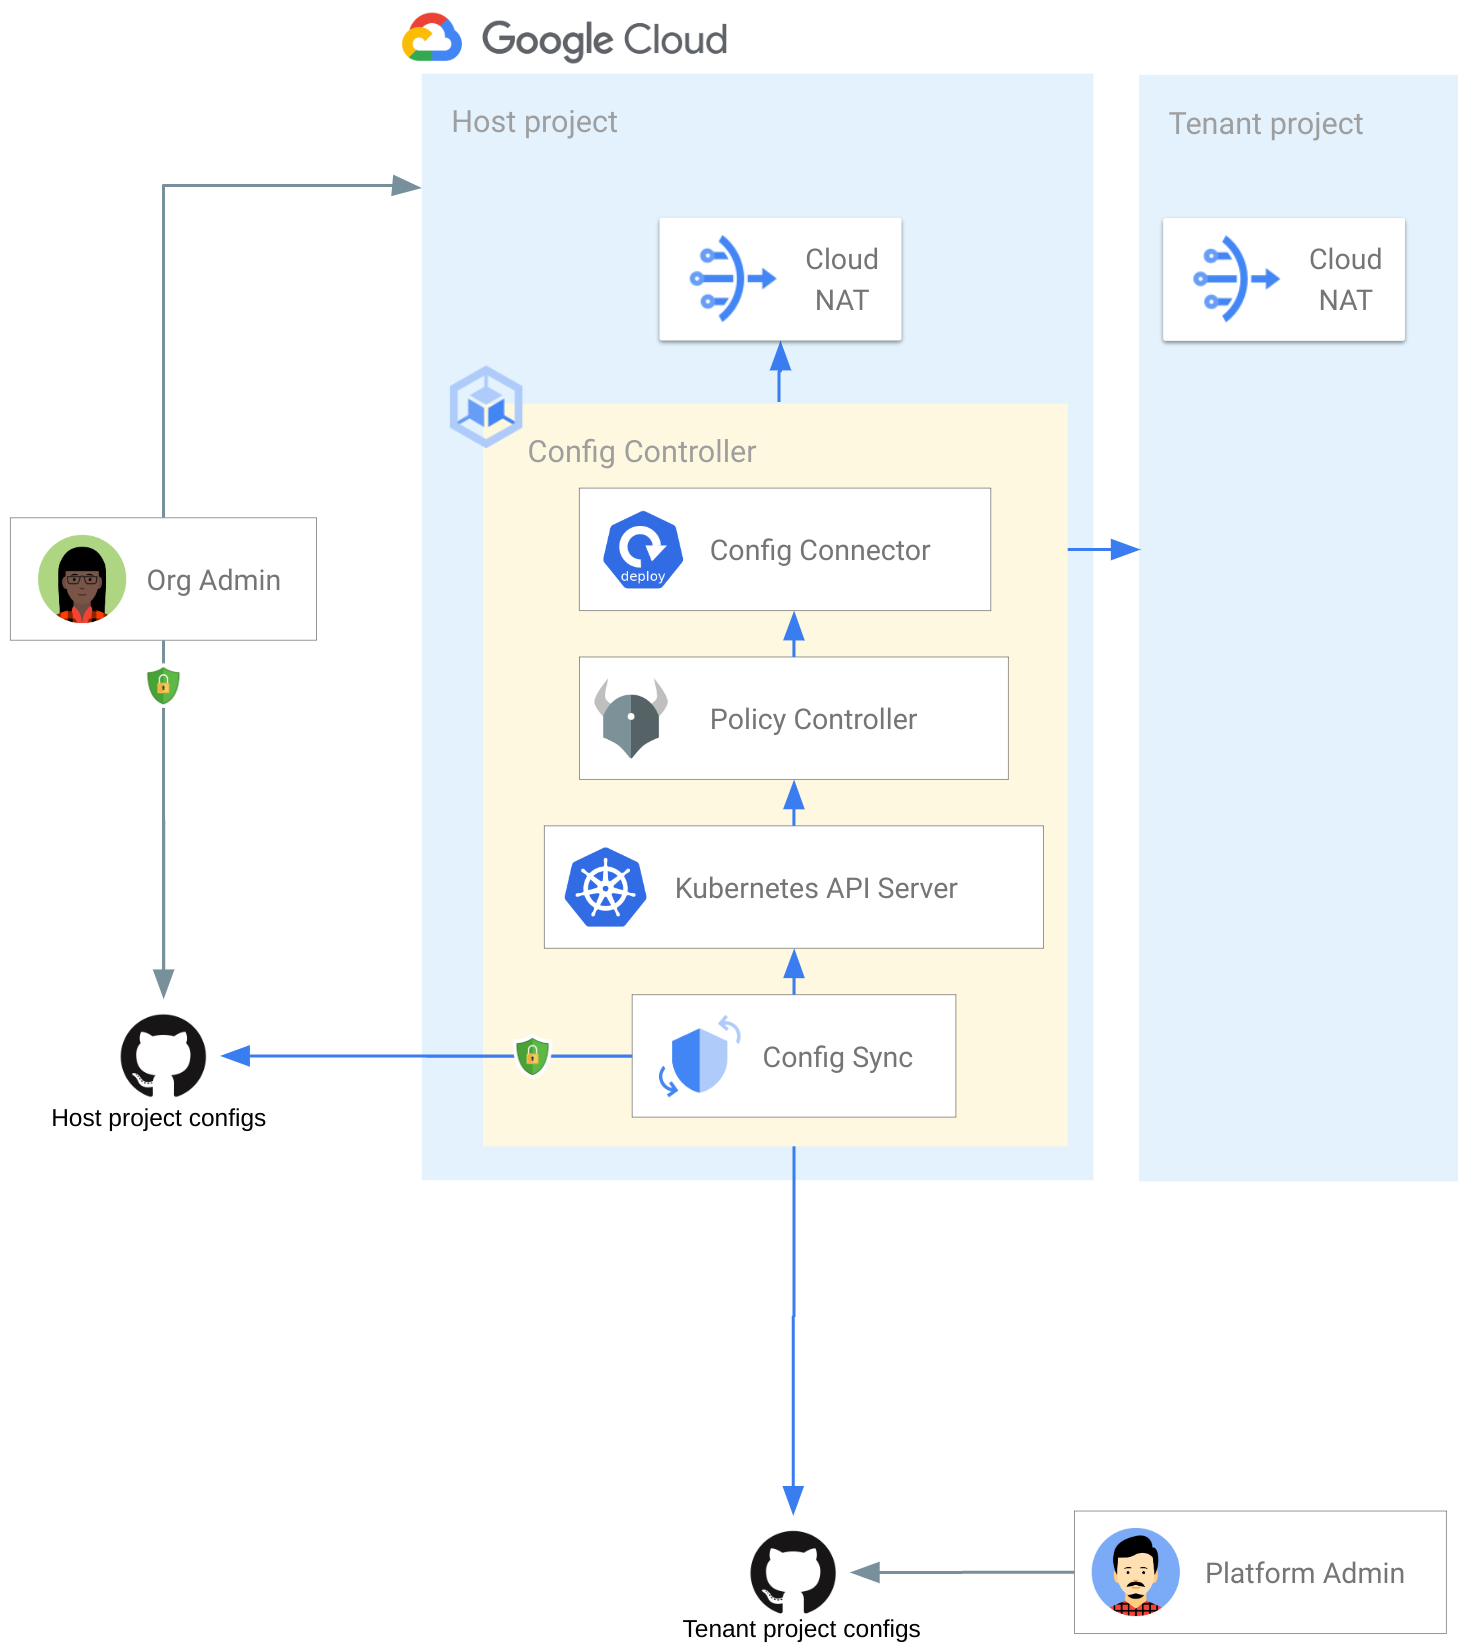 Google Cloud
Host project
Tenant project
Cloud
NAT
Cloud
NAT
Config Controller
deploy
Config Connector
Org Admin
Policy Controller
Kubernetes API Server
Config Sync
Host project configs
Platform Admin
Tenant project configs